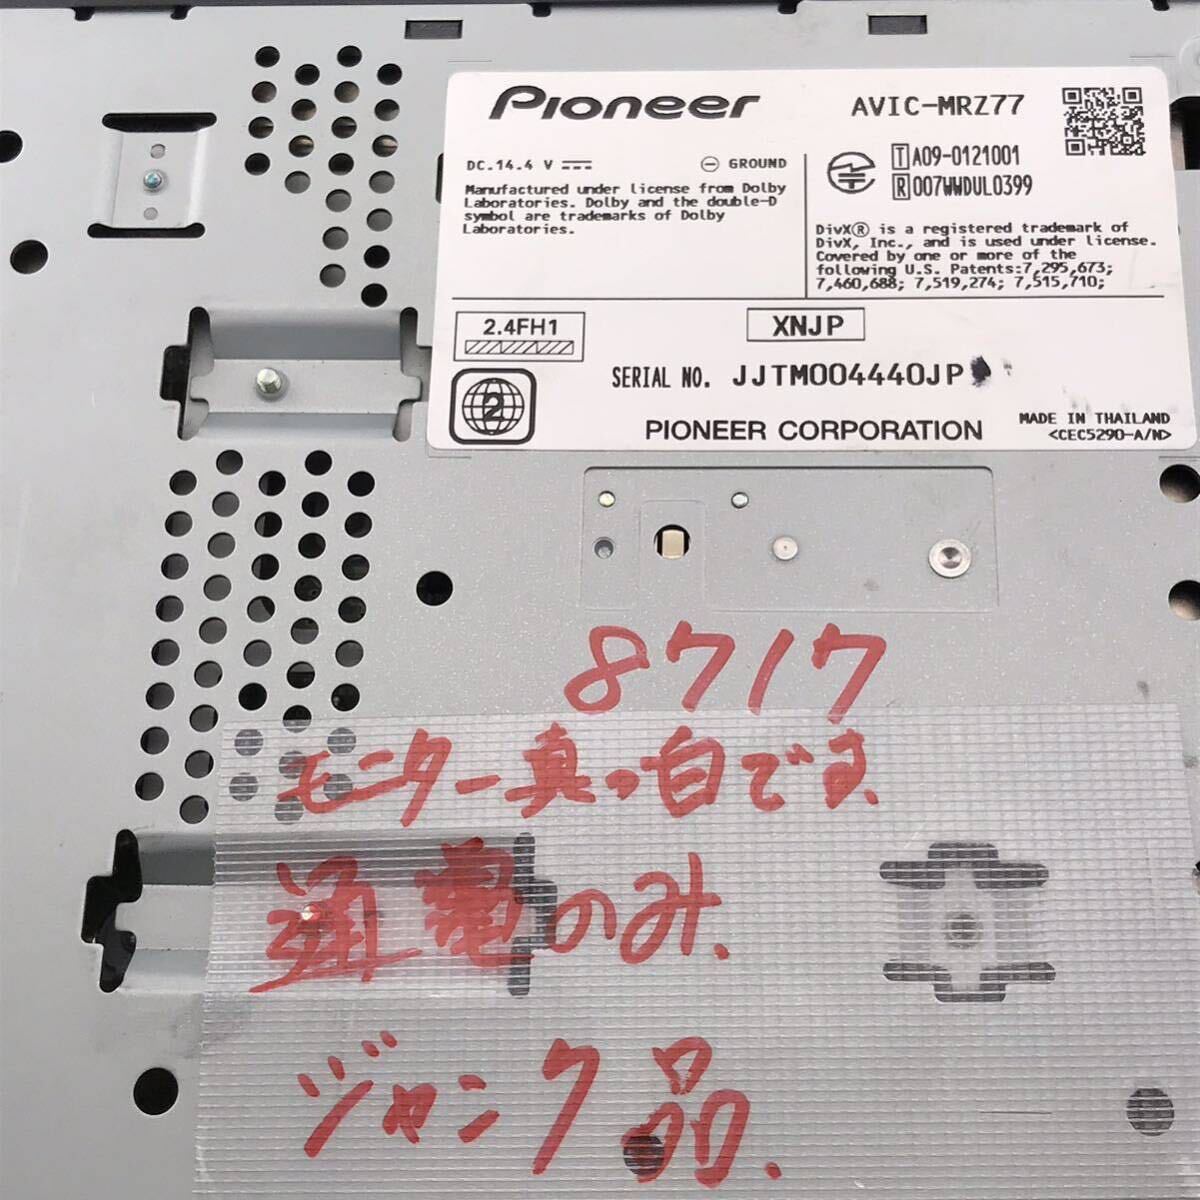 Pioneer
AVIC-MRZ77
DC.14.4 V
GROUND
Manufactured under license from Dolby
Laboratories. Dolby and the double-D
symbol are trademarks of Dolby
Laboratories.
T A09-0121001
R 007WWDUL0399
DivX® is a registered trademark of
DivX, Inc., and is used under license.
Covered by one or more of the
following U.S. Patents:7,295,673;
7,460,688; 7,519,274; 7,515,710;
2.4FH1
XNJP
2
SERIAL NO. JJTM004440JP
PIONEER CORPORATION
MADE IN THAILAND
<CEC5290-A/N>
8717
モニター真っ白です.
通電のみ.
ジャンク品.